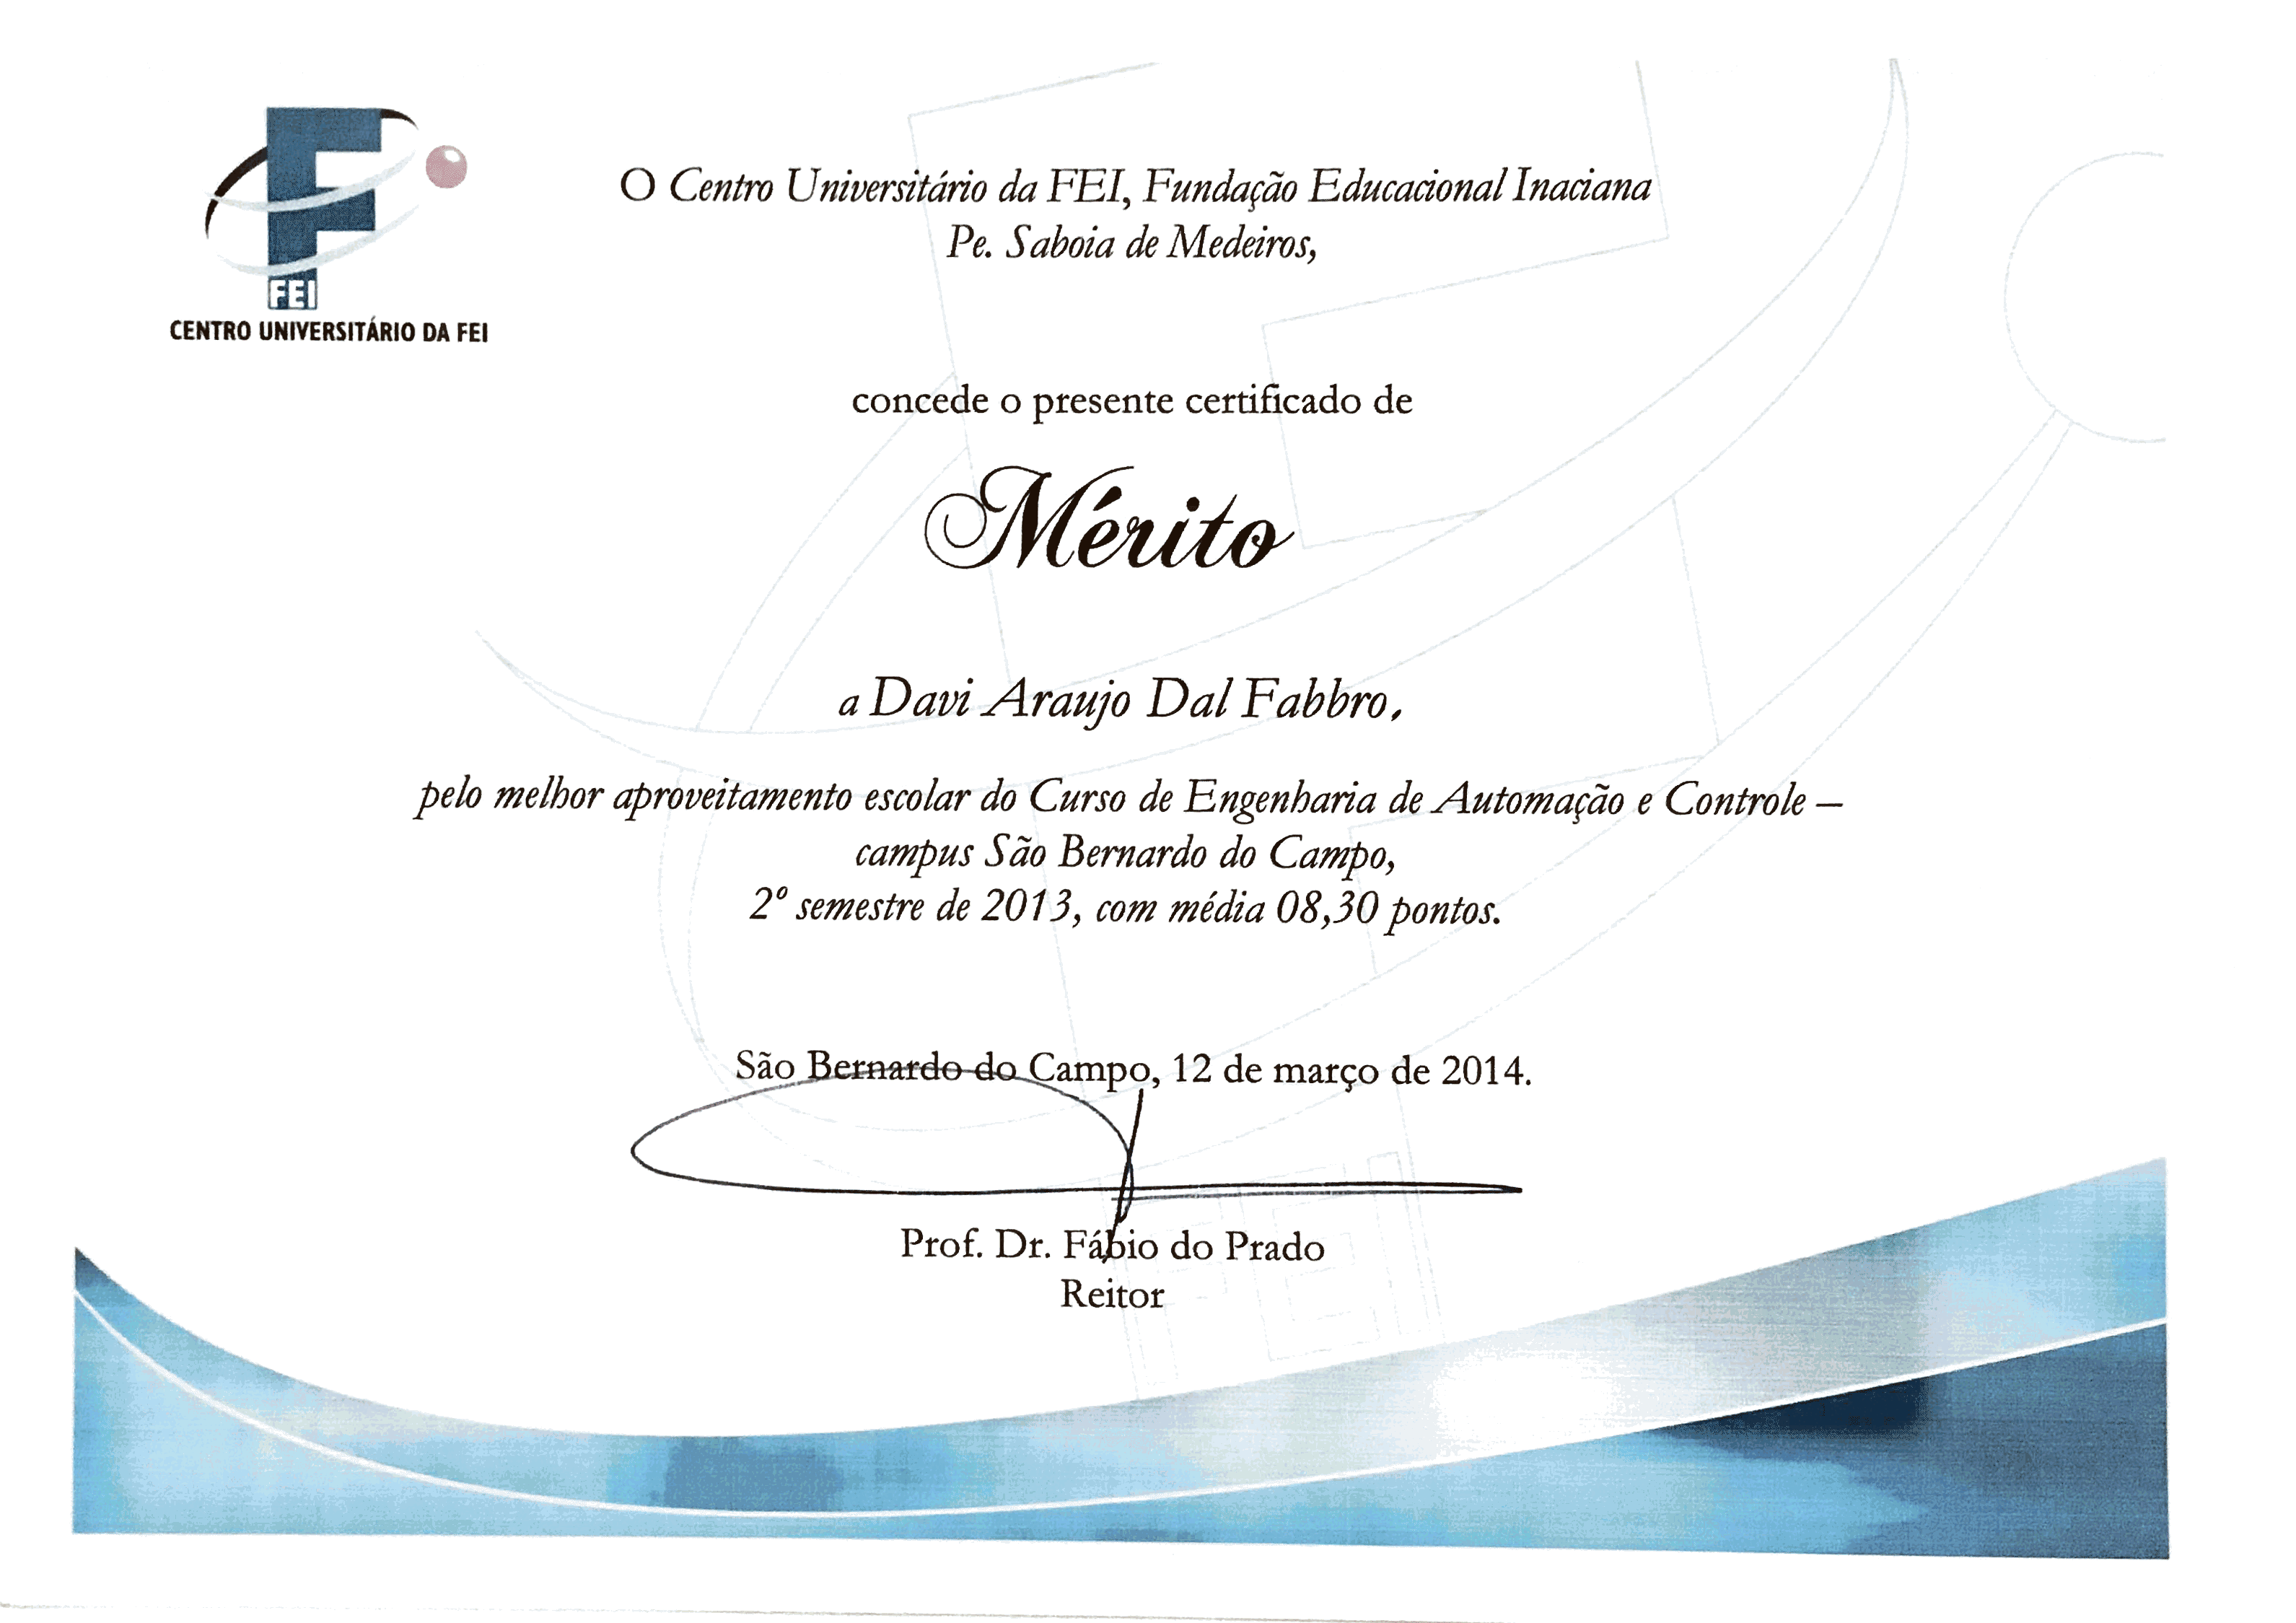 FEI
CENTRO UNIVERSITÁRIO DA FEI
O Centro Universitário da FEI, Fundação Educacional Inaciana
Pe. Saboia de Medeiros,
concede o presente certificado de
Mérito
a Davi Araujo Dal Fabbro,
pelo melhor aproveitamento escolar do Curso de Engenharia de Automação e Controle –
campus São Bernardo do Campo,
2º semestre de 2013, com média 08,30 pontos.
São Bernardo do Campo, 12 de março de 2014.
Prof. Dr. Fábio do Prado
Reitor
FEI